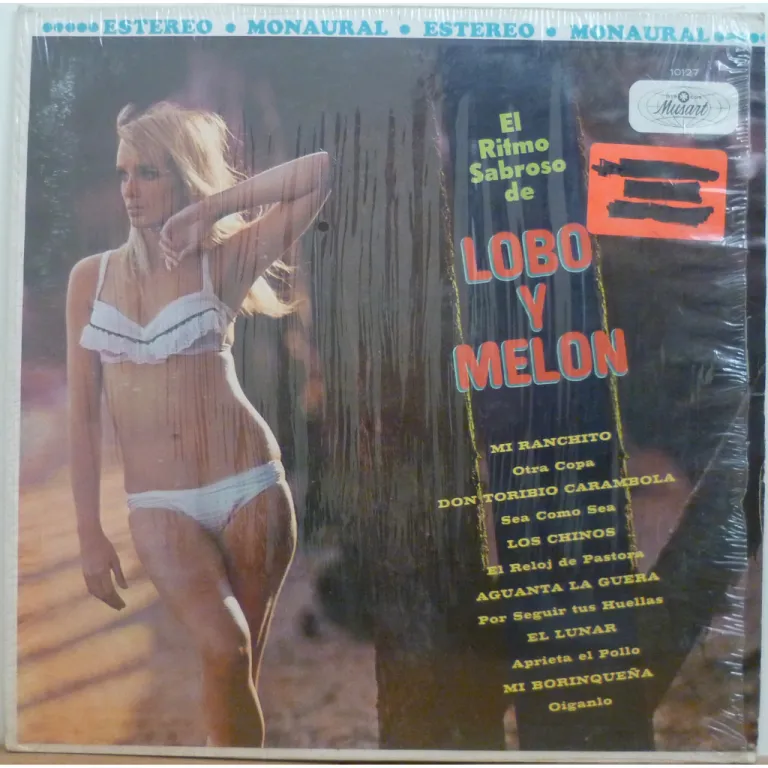 ESTEREO • MONAURAL • ESTEREO • MONAURAL
10127
Musart
El
Ritmo
Sabroso
de
LOBO
Y
MELON
MI RANCHITO
Otra Copa
DON TORIBIO CARAMBOLA
Sea Como Sea
LOS CHINOS
El Reloj de Pastora
AGUANTA LA GUERA
Por Seguir tus Huellas
EL LUNAR
Aprieta el Pollo
MI BORINQUEÑA
Oiganlo